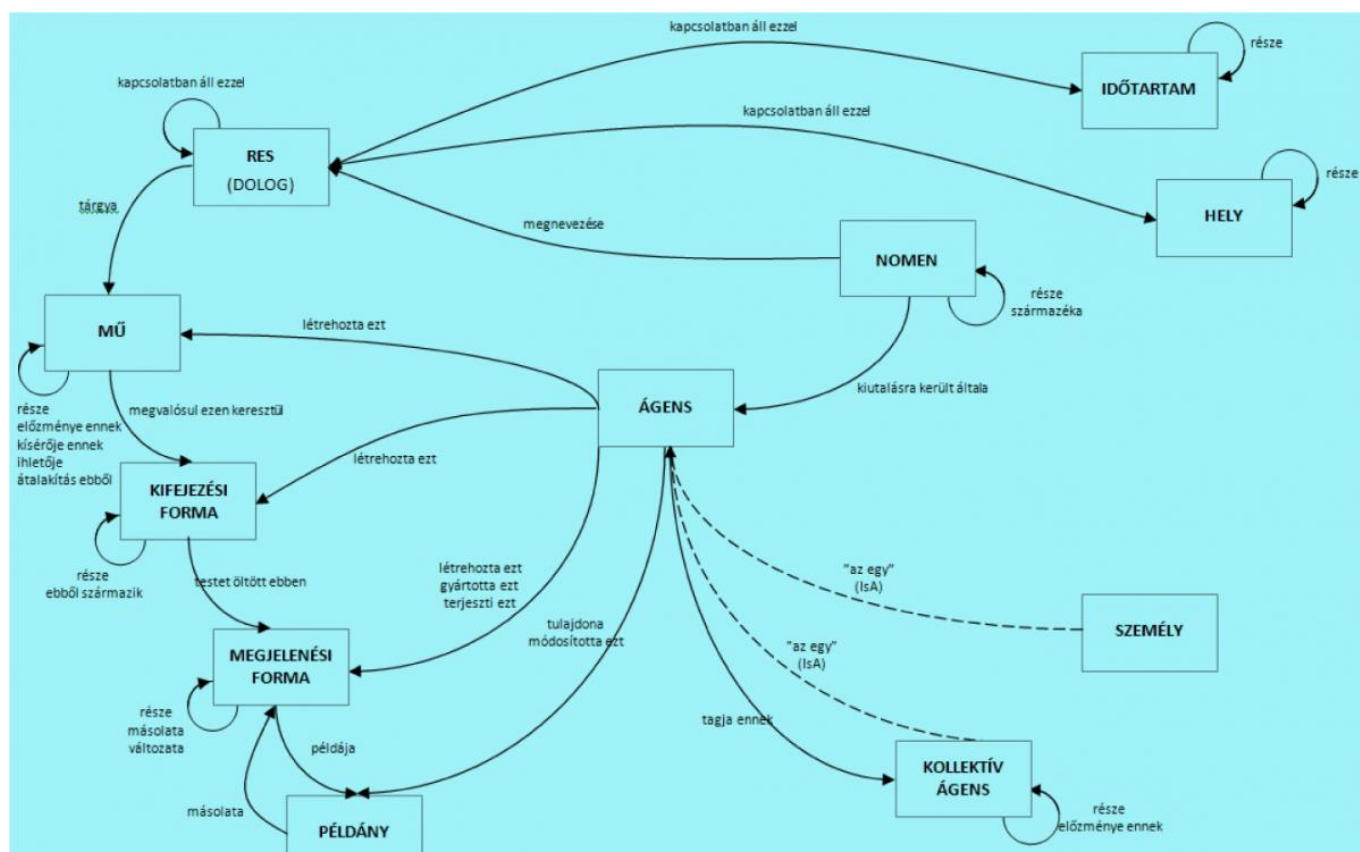 kapcsolatban áll ezzel
része
IDŐTARTAM
kapcsolatban áll ezzel
kapcsolatban áll ezzel
RES
(DOLOG)
része
HELY
tárgya
megnevezése
NOMEN
része
származéka
MŰ
létrehozta ezt
kiutalásra került általa
ÁGENS
része
előzménye ennek
kísérője ennek
ihletője
átalakítás ebből
megvalósul ezen keresztül
létrehozta ezt
KIFEJEZÉSI
FORMA
része
ebből származik
testet öltött ebben
létrehozta ezt
gyártotta ezt
terjeszti ezt
"az egy"
(IsA)
SZEMÉLY
tulajdona
módosította ezt
"az egy"
(IsA)
MEGJELENÉSI
FORMA
része
másolata
változata
tagja ennek
példája
KOLLEKTÍV
ÁGENS
másolata
PÉLDÁNY
része
előzménye ennek